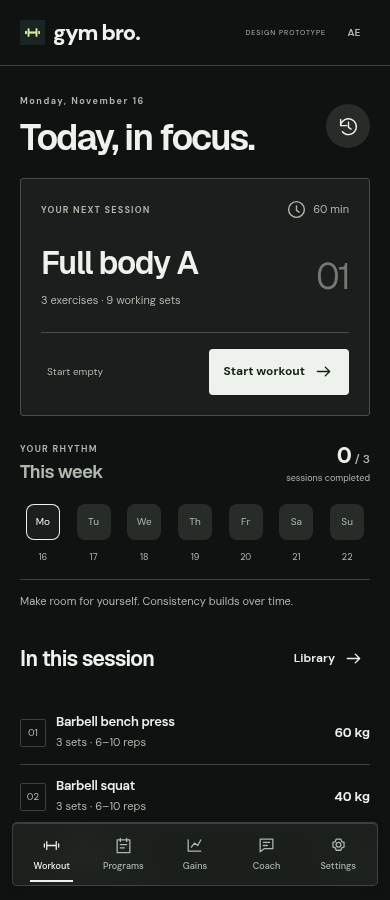 gym bro.
DESIGN PROTOTYPE
AE
Monday, November 16
Today, in focus.
YOUR NEXT SESSION
60 min
Full body A
01
3 exercises · 9 working sets
Start empty
Start workout
YOUR RHYTHM
This week
0 / 3
sessions completed
Mo Tu We Th Fr Sa Su
16 17 18 19 20 21 22
Make room for yourself. Consistency builds over time.
In this session
Library
01
Barbell bench press
3 sets · 6–10 reps
60 kg
02
Barbell squat
3 sets · 6–10 reps
40 kg
Workout Programs Gains Coach Settings